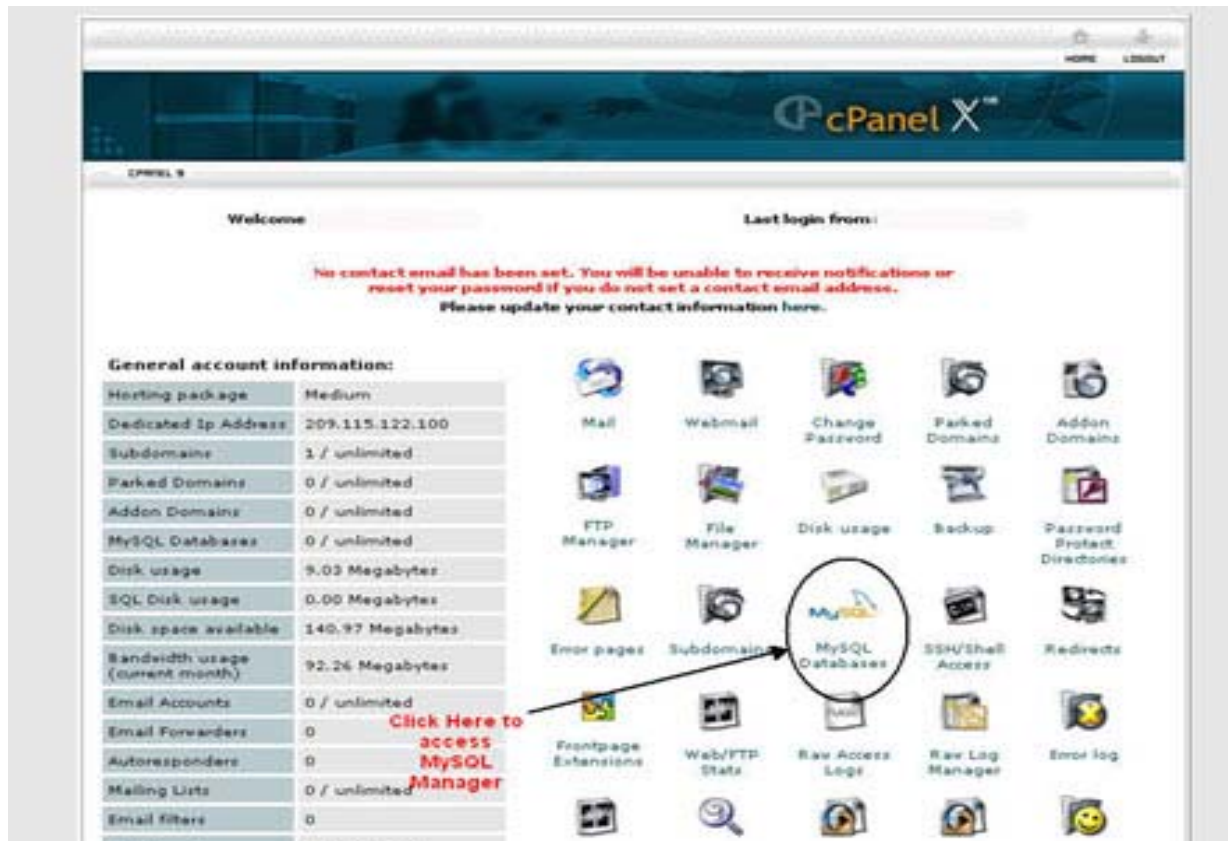 HOME LOGOUT
cPanel X™
CPANEL 9
Welcome
Last login from:
No contact email has been set. You will be unable to receive notifications or
reset your password if you do not set a contact email address.
Please update your contact information here.
General account information:
Hosting package Medium
Dedicated Ip Address 209.115.122.100
Subdomains 1 / unlimited
Parked Domains 0 / unlimited
Addon Domains 0 / unlimited
MySQL Databases 0 / unlimited
Disk usage 9.03 Megabytes
SQL Disk usage 0.00 Megabytes
Disk space available 140.97 Megabytes
Bandwidth usage
(current month) 92.26 Megabytes
Email Accounts 0 / unlimited
Email Forwarders 0
Autoresponders 0
Mailing Lists 0 / unlimited
Email filters 0
Click Here to
access
MySQL
Manager
Mail
Webmail
Change
Password
Parked
Domains
Addon
Domains
FTP
Manager
File
Manager
Disk usage
Backup
Password
Protect
Directories
MySQL
Error pages
Subdomains
MySQL
Databases
SSH/Shell
Access
Redirects
RAW
Frontpage
Extensions
Web/FTP
Stats
Raw Access
Logs
Raw Log
Manager
Error log